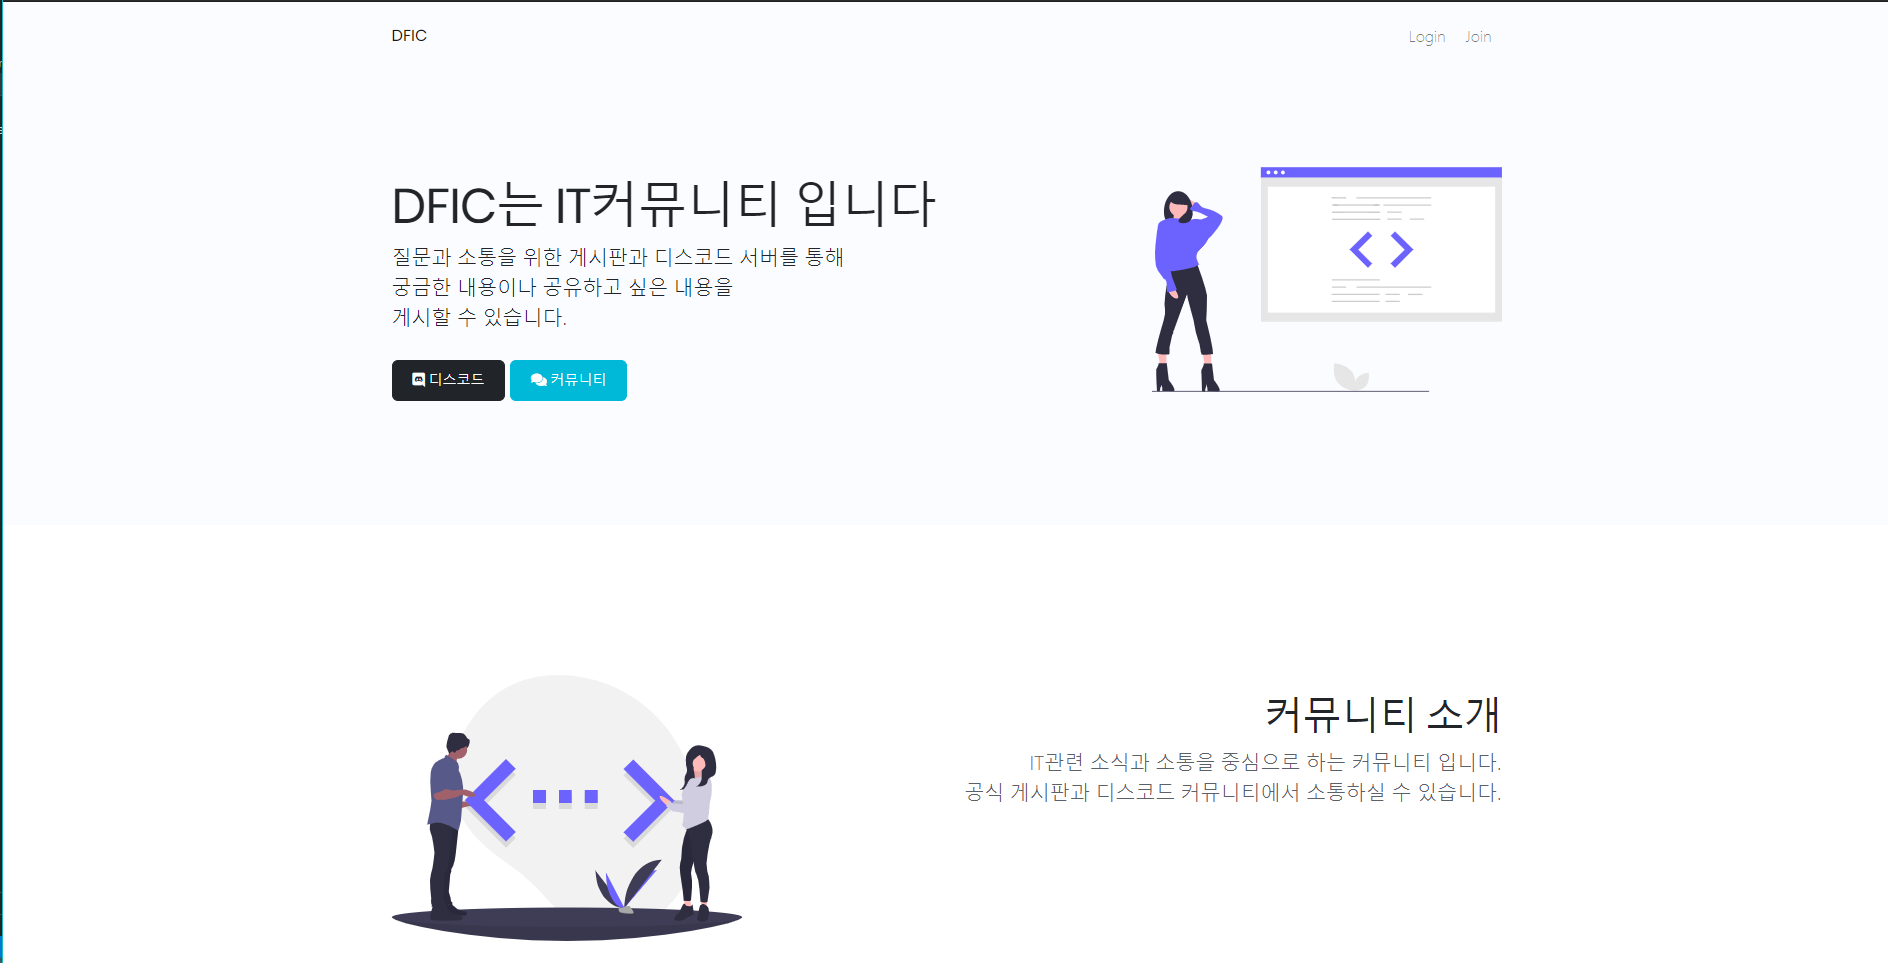 DFIC
Login Join
DFIC는 IT커뮤니티 입니다
질문과 소통을 위한 게시판과 디스코드 서버를 통해
궁금한 내용이나 공유하고 싶은 내용을
게시할 수 있습니다.
디스코드 커뮤니티
커뮤니티 소개
IT관련 소식과 소통을 중심으로 하는 커뮤니티 입니다.
공식 게시판과 디스코드 커뮤니티에서 소통하실 수 있습니다.